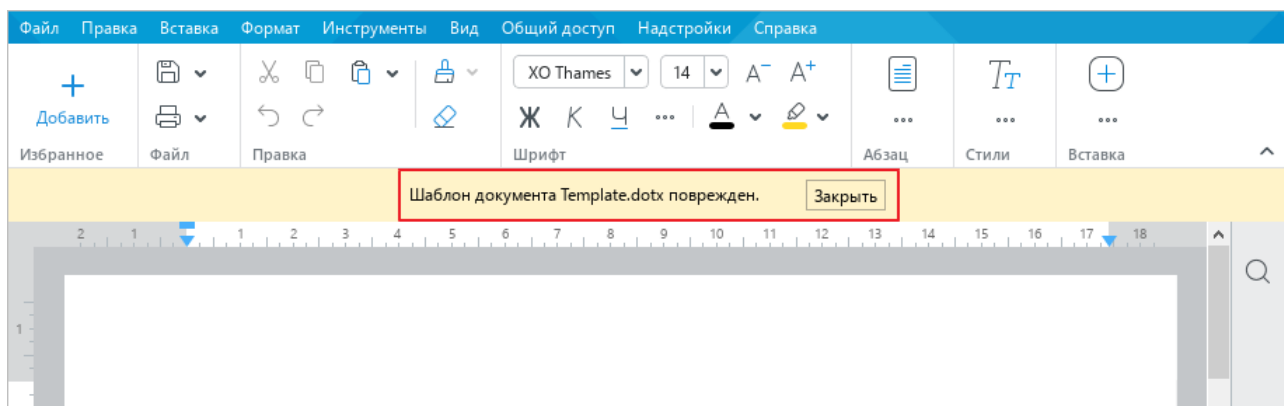 Файл Правка Вставка Формат Инструменты Вид Общий доступ Надстройки Справка
XO Thames 14 A⁻ A⁺
Добавить Ж К Ч A
Избранное Файл Правка Шрифт Абзац Стили Вставка
Шаблон документа Template.dotx поврежден. Закрыть
2 1 1 2 3 4 5 6 7 8 9 10 11 12 13 14 15 16 17 18
1